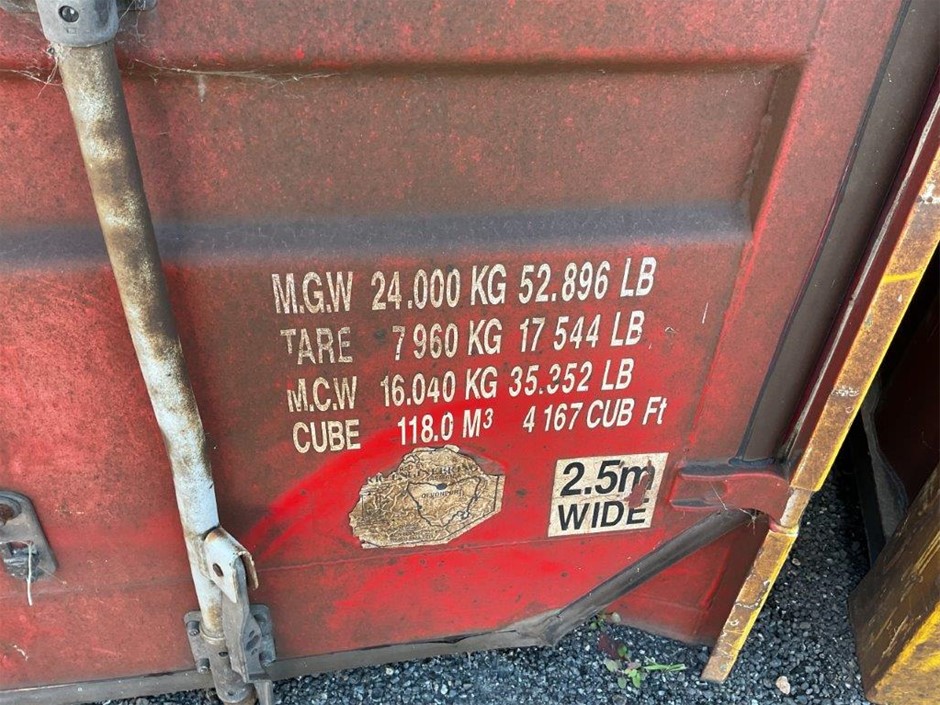 M.G.W 24.000 KG 52.896 LB
TARE 7 960 KG 17 544 LB
M.C.W 16.040 KG 35.352 LB
CUBE 118.0 M³ 4 167 CUB Ft
2.5m
WIDE